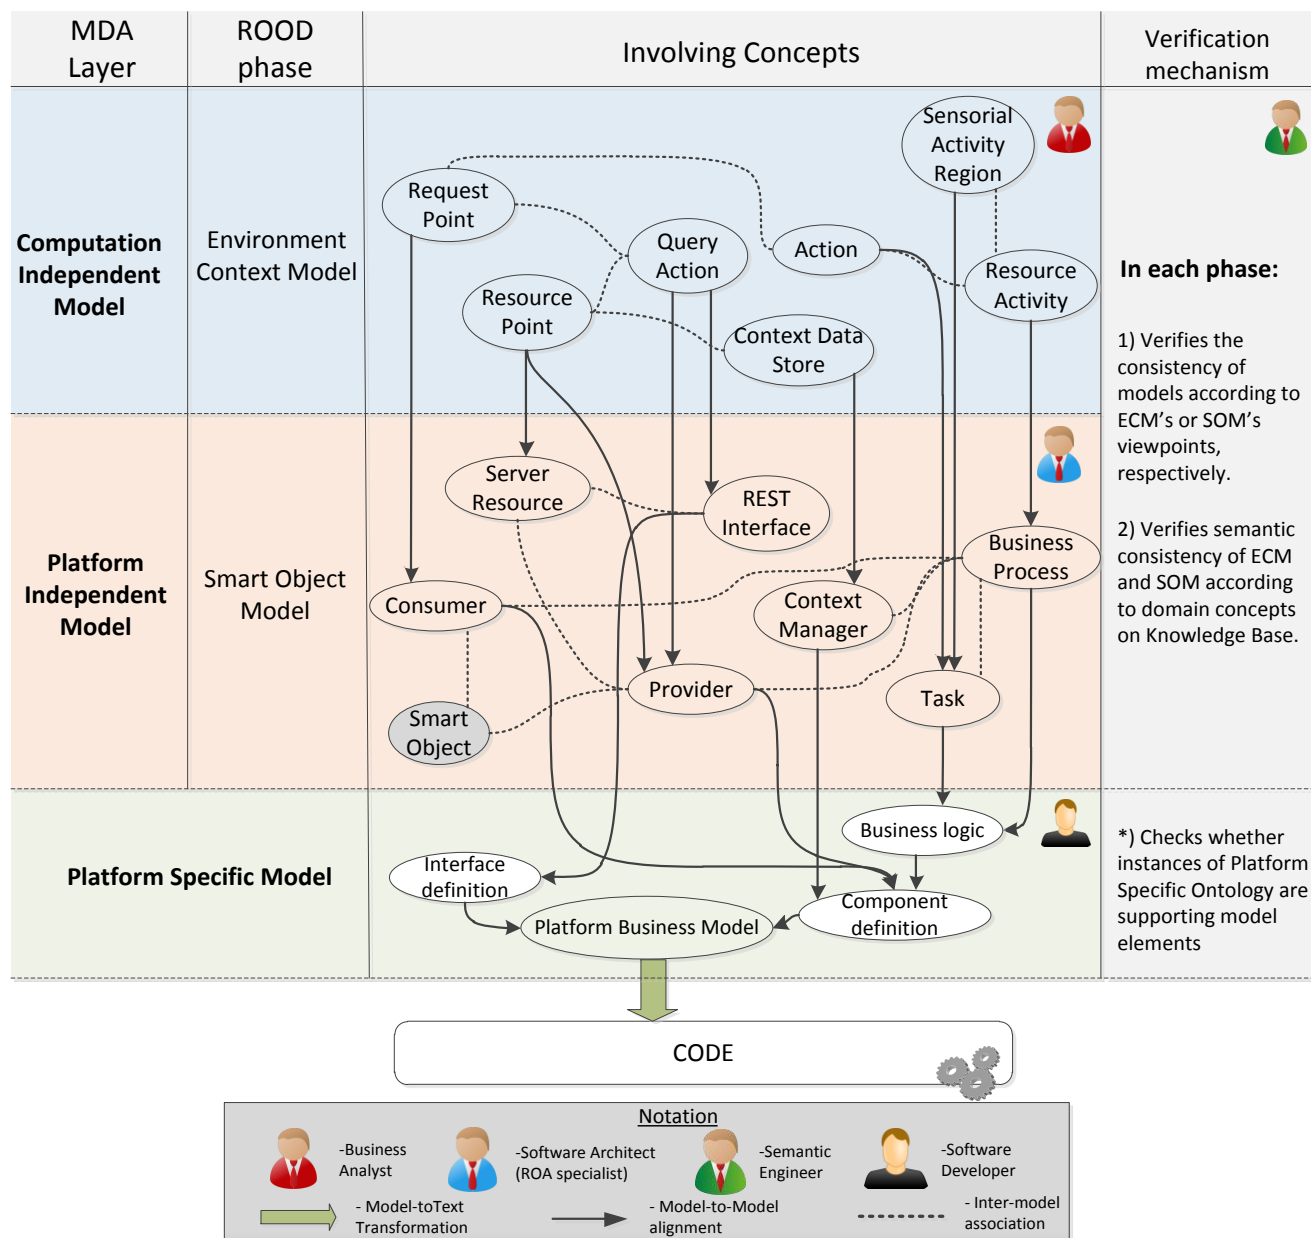 MDA
Layer
ROOD
phase
Involving Concepts
Verification
mechanism
Computation
Independent
Model
Environment
Context Model
Sensorial
Activity
Region
Request
Point
Query
Action
Action
Resource
Activity
Resource
Point
Context Data
Store
In each phase:
1) Verifies the
consistency of
models according to
ECM's or SOM's
viewpoints,
respectively.
2) Verifies semantic
consistency of ECM
and SOM according
to domain concepts
on Knowledge Base.
Platform
Independent
Model
Smart Object
Model
Server
Resource
REST
Interface
Business
Process
Consumer
Context
Manager
Provider
Task
Smart
Object
Platform Specific Model
Business logic
Interface
definition
Component
definition
Platform Business Model
*) Checks whether
instances of Platform
Specific Ontology are
supporting model
elements
CODE
Notation
-Business
Analyst
-Software Architect
(ROA specialist)
-Semantic
Engineer
-Software
Developer
- Model-toText
Transformation
- Model-to-Model
alignment
- Inter-model
association